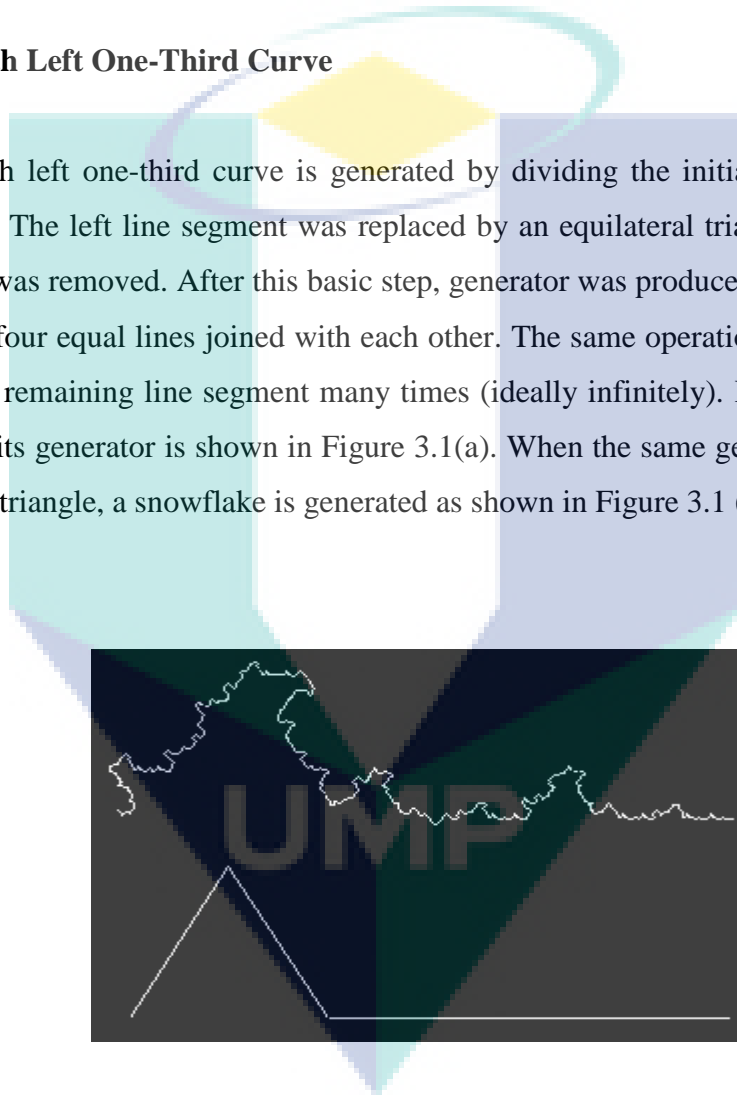 h Left One-Third Curve
h left one-third curve is generated by dividing the initia
The left line segment was replaced by an equilateral tria
was removed. After this basic step, generator was produce
four equal lines joined with each other. The same operatio
remaining line segment many times (ideally infinitely).
its generator is shown in Figure 3.1(a). When the same ge
triangle, a snowflake is generated as shown in Figure 3.1 (
UMP